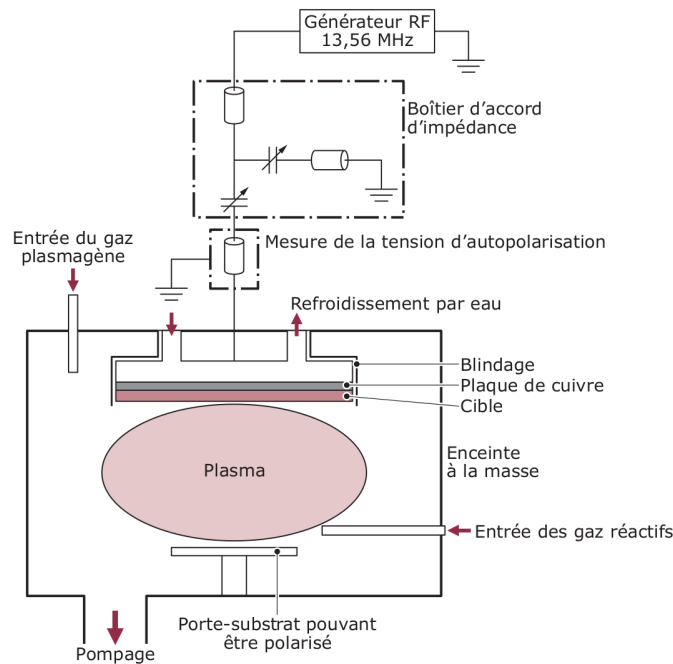 Générateur RF
13,56 MHz
Boîtier d’accord
d’impédance
Entrée du gaz
plasmagène
Mesure de la tension d’autopolarisation
Refroidissement par eau
Blindage
Plaque de cuivre
Cible
Plasma
Enceinte
à la masse
Entrée des gaz réactifs
Porte-substrat pouvant
être polarisé
Pompage